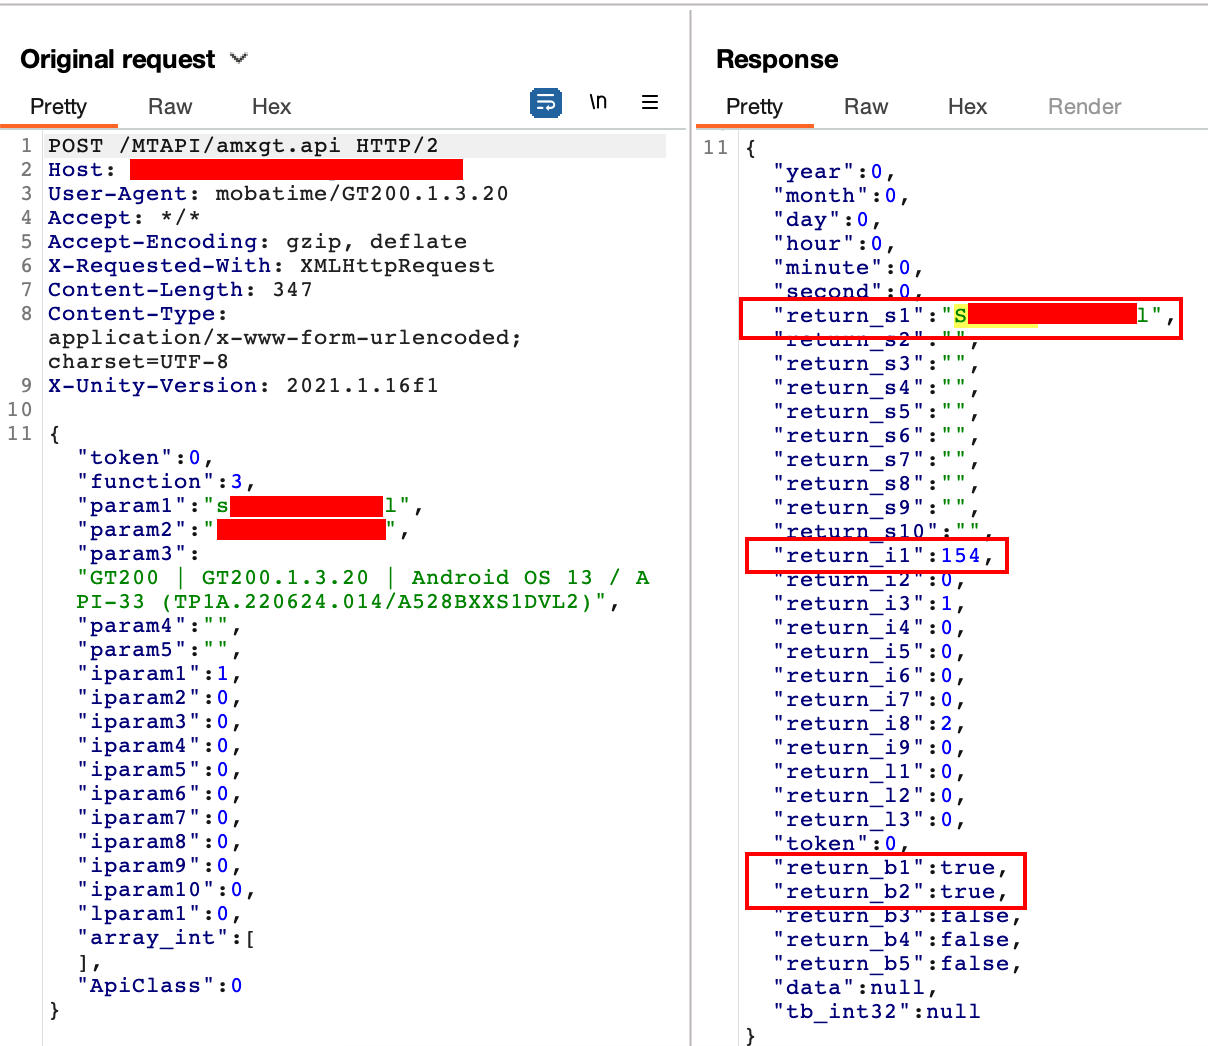 Original request
Pretty Raw Hex \n
1 POST /MTAPI/amxgt.api HTTP/2
2 Host:
3 User-Agent: mobatime/GT200.1.3.20
4 Accept: */*
5 Accept-Encoding: gzip, deflate
6 X-Requested-With: XMLHttpRequest
7 Content-Length: 347
8 Content-Type:
application/x-www-form-urlencoded;
charset=UTF-8
9 X-Unity-Version: 2021.1.16f1
10
11 {
"token":0,
"function":3,
"param1":"s l",
"param2":" ",
"param3":
"GT200 | GT200.1.3.20 | Android OS 13 / A
PI-33 (TP1A.220624.014/A528BXXS1DVL2)",
"param4":"",
"param5":"",
"iparam1":1,
"iparam2":0,
"iparam3":0,
"iparam4":0,
"iparam5":0,
"iparam6":0,
"iparam7":0,
"iparam8":0,
"iparam9":0,
"iparam10":0,
"lparam1":0,
"array_int":[
],
"ApiClass":0
}
Response
Pretty Raw Hex Render
11 {
"year":0,
"month":0,
"day":0,
"hour":0,
"minute":0,
"second":0,
"return_s1":"S l",
"return_s2":"",
"return_s3":"",
"return_s4":"",
"return_s5":"",
"return_s6":"",
"return_s7":"",
"return_s8":"",
"return_s9":"",
"return_s10":"",
"return_i1":154,
"return_i2":0,
"return_i3":1,
"return_i4":0,
"return_i5":0,
"return_i6":0,
"return_i7":0,
"return_i8":2,
"return_i9":0,
"return_l1":0,
"return_l2":0,
"return_l3":0,
"token":0,
"return_b1":true,
"return_b2":true,
"return_b3":false,
"return_b4":false,
"return_b5":false,
"data":null,
"tb_int32":null
}